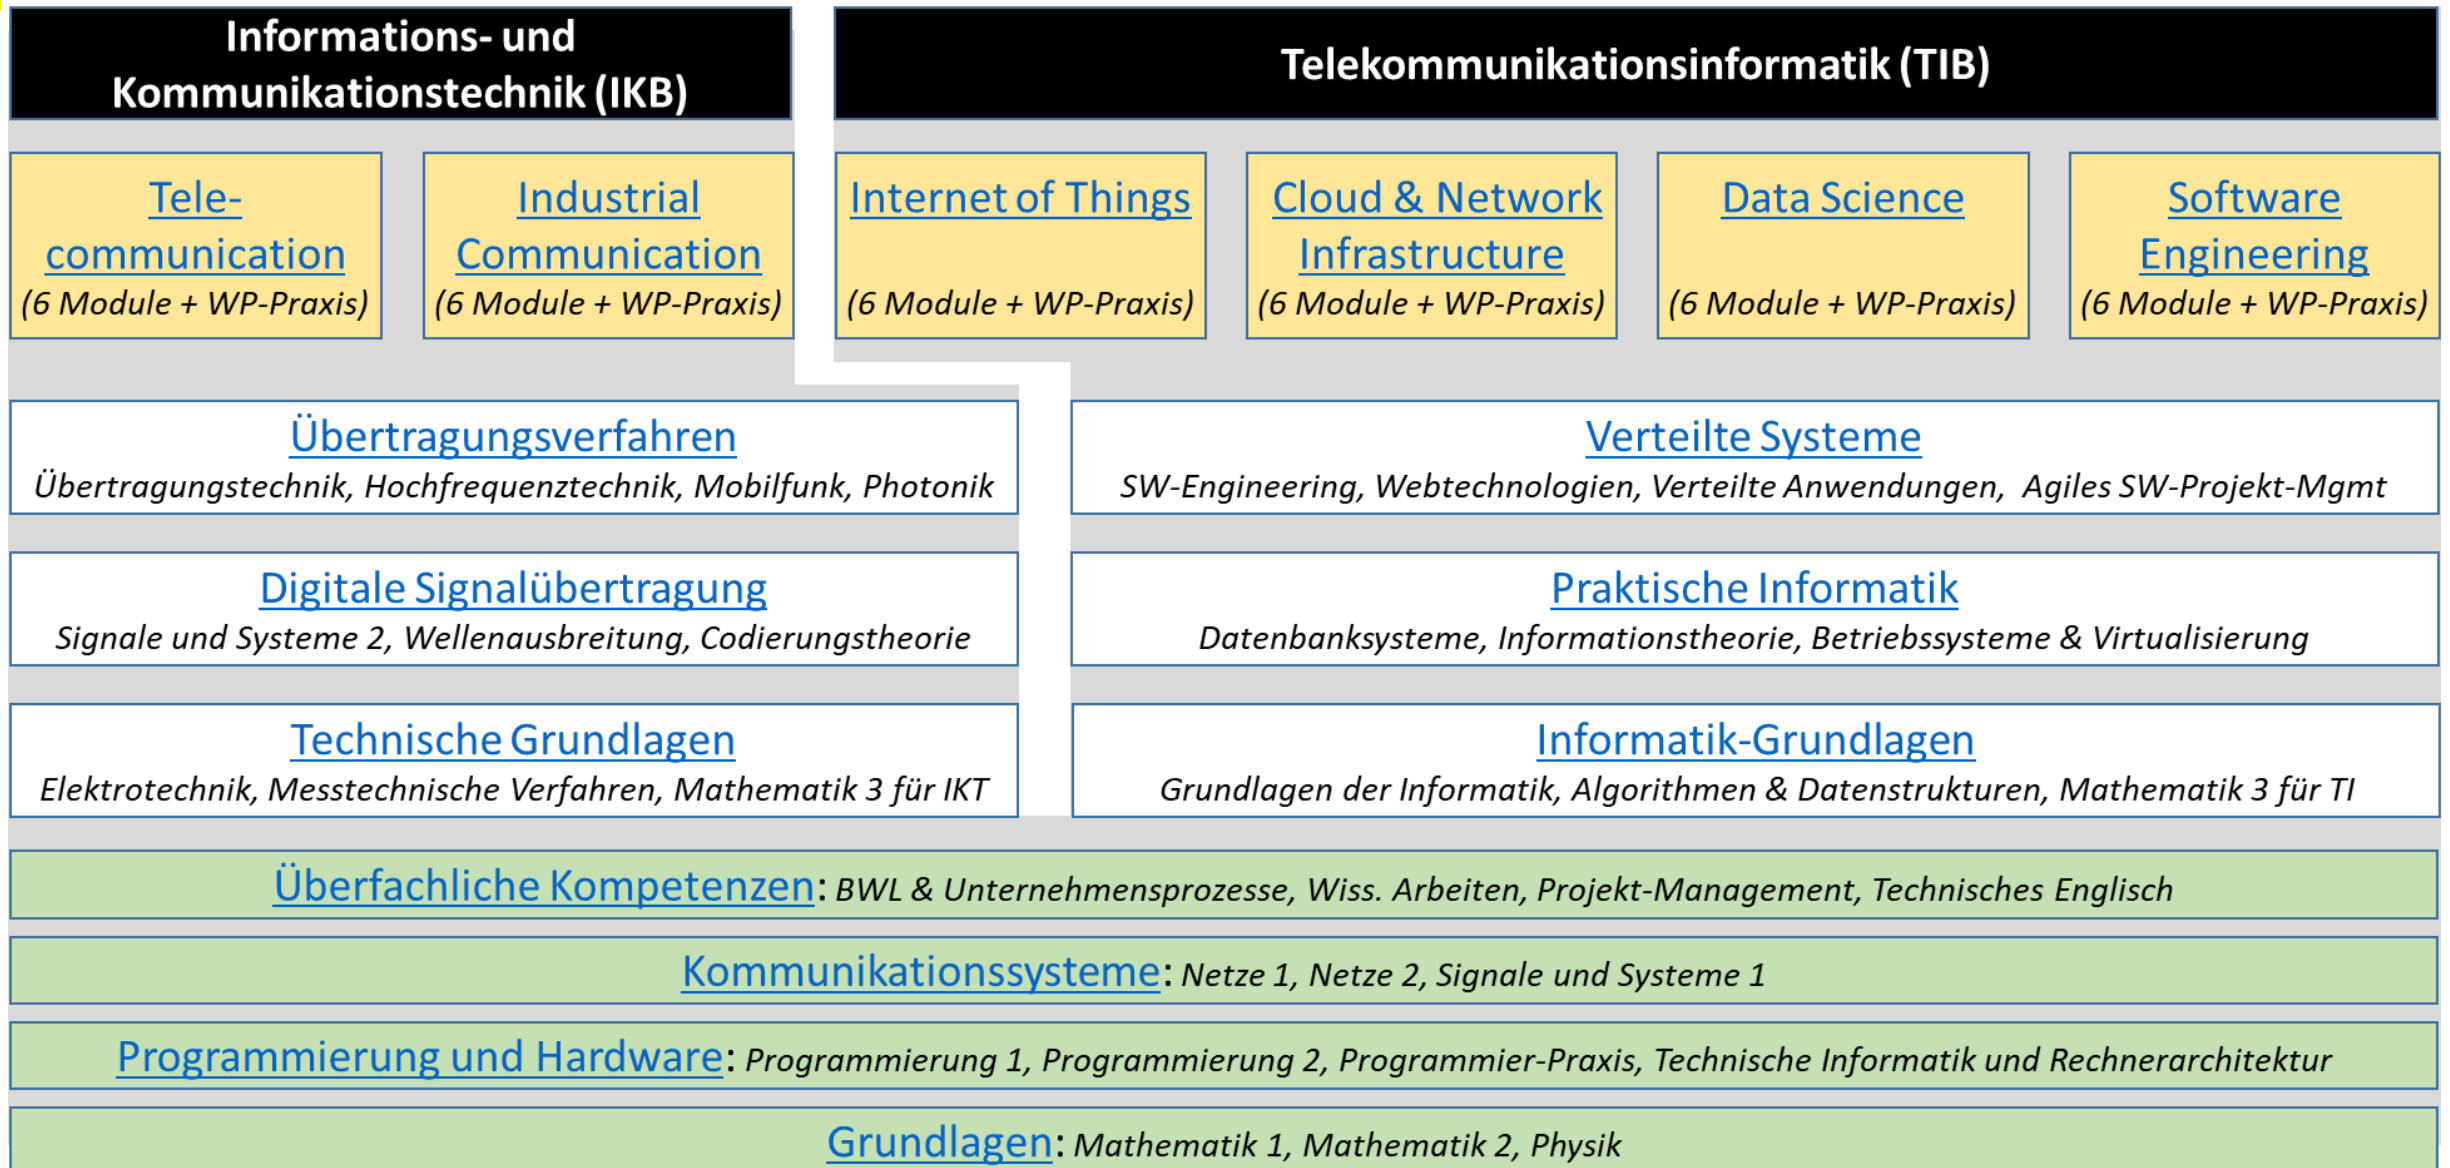 Informations- und
Kommunikationstechnik (IKB)
Telekommunikationsinformatik (TIB)
Tele-
communication
(6 Module + WP-Praxis)
Industrial
Communication
(6 Module + WP-Praxis)
Internet of Things
(6 Module + WP-Praxis)
Cloud & Network
Infrastructure
(6 Module + WP-Praxis)
Data Science
(6 Module + WP-Praxis)
Software
Engineering
(6 Module + WP-Praxis)
Übertragungsverfahren
Übertragungstechnik, Hochfrequenztechnik, Mobilfunk, Photonik
Verteilte Systeme
SW-Engineering, Webtechnologien, Verteilte Anwendungen, Agiles SW-Projekt-Mgmt
Digitale Signalübertragung
Signale und Systeme 2, Wellenausbreitung, Codierungstheorie
Praktische Informatik
Datenbanksysteme, Informationstheorie, Betriebssysteme & Virtualisierung
Technische Grundlagen
Elektrotechnik, Messtechnische Verfahren, Mathematik 3 für IKT
Informatik-Grundlagen
Grundlagen der Informatik, Algorithmen & Datenstrukturen, Mathematik 3 für TI
Überfachliche Kompetenzen: BWL & Unternehmensprozesse, Wiss. Arbeiten, Projekt-Management, Technisches Englisch
Kommunikationssysteme: Netze 1, Netze 2, Signale und Systeme 1
Programmierung und Hardware: Programmierung 1, Programmierung 2, Programmier-Praxis, Technische Informatik und Rechnerarchitektur
Grundlagen: Mathematik 1, Mathematik 2, Physik